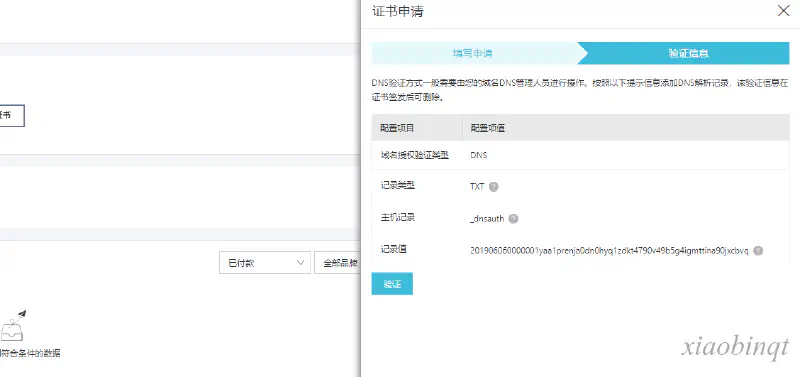 证书申请
填写申请
验证信息
DNS验证方式一般需要由您的域名DNS管理人员进行操作。按照以下提示信息添加DNS解析记录，该验证信息在
证书签发后可删除。
配置项目 配置项值
域名授权验证类型 DNS
记录类型 TXT
主机记录 _dnsauth
记录值 201906060000001yaa1prenja0dn0hyq1zdkt4790v49b5g4igmttina90jxcbvq
验证
证书
已付款
全部品牌
符合条件的数据
xiaobinqt